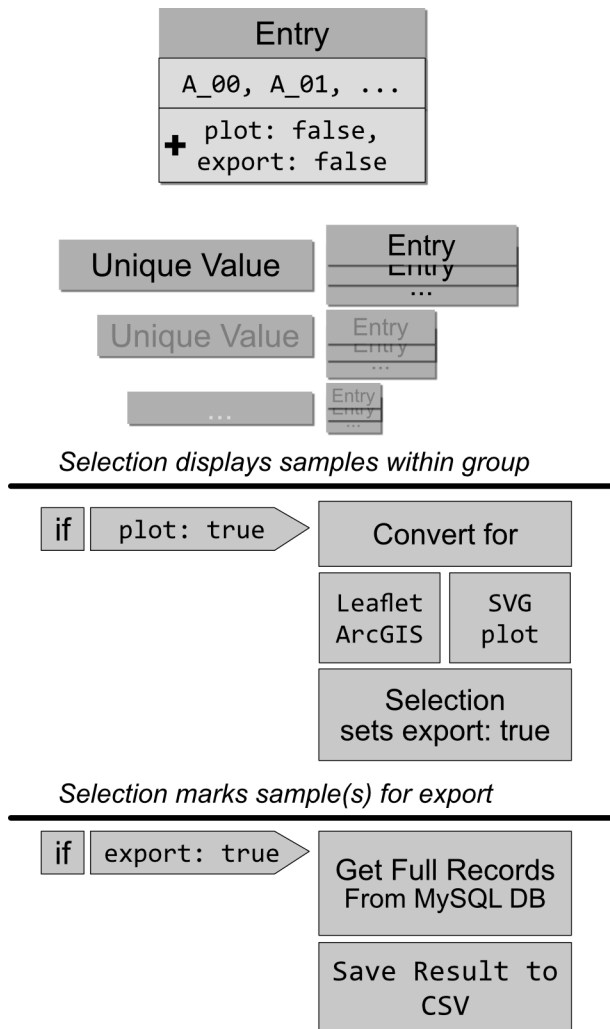 Entry
A_00, A_01, ...
+ plot: false,
export: false
Unique Value
Entry
Entry
...
Unique Value
Entry
Entry
...
...
Entry
Entry
...
Selection displays samples within group
if
plot: true
Convert for
Leaflet
ArcGIS
SVG
plot
Selection
sets export: true
Selection marks sample(s) for export
if
export: true
Get Full Records
From MySQL DB
Save Result to
CSV